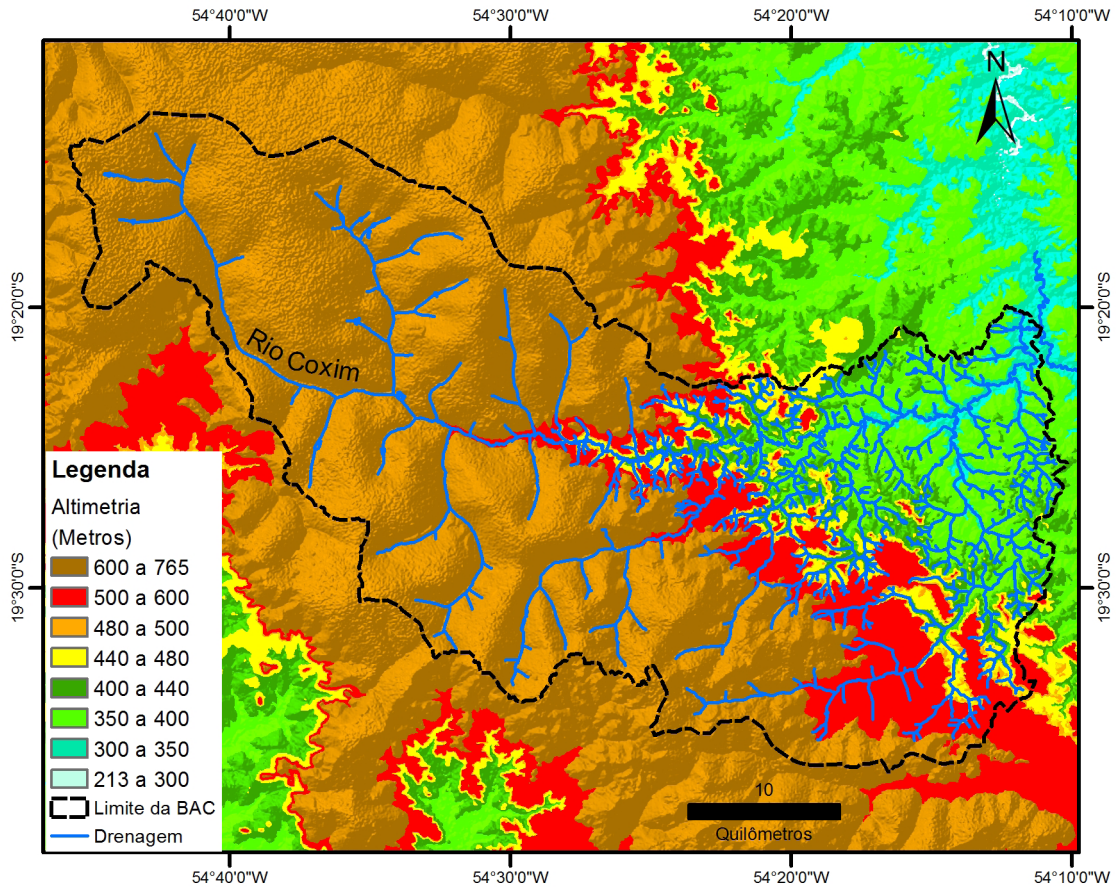 54°40'0"W 54°30'0"W 54°20'0"W 54°10'0"W
N
19°20'0"S
19°20'0"S
Rio Coxim
Legenda
Altimetria
(Metros)
600 a 765
500 a 600
480 a 500
440 a 480
400 a 440
350 a 400
300 a 350
213 a 300
Limite da BAC
Drenagem
19°30'0"S
19°30'0"S
10
Quilômetros
54°40'0"W 54°30'0"W 54°20'0"W 54°10'0"W